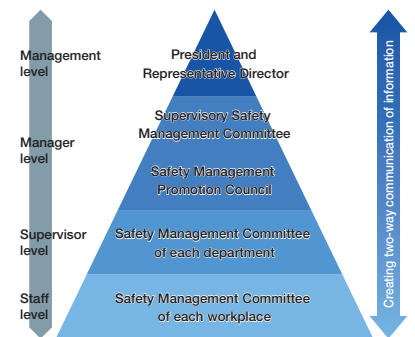 Management
level
President and
Representative Director
Manager
level
Supervisory Safety
Management Committee
Safety Management
Promotion Council
Supervisor
level
Safety Management Committee
of each department
Staff
level
Safety Management Committee
of each workplace
Creating two-way communication of information